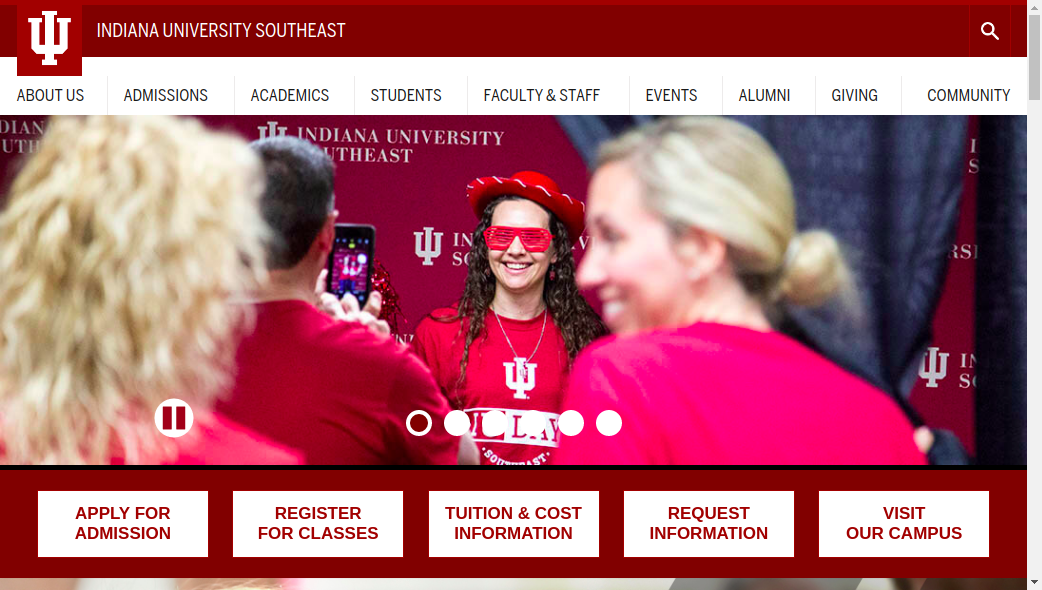 INDIANA UNIVERSITY SOUTHEAST
ABOUT US
ADMISSIONS
ACADEMICS
STUDENTS
FACULTY & STAFF
EVENTS
ALUMNI
GIVING
COMMUNITY
INDIANA UNIVERSITY
SOUTHEAST
APPLY FOR
ADMISSION
REGISTER
FOR CLASSES
TUITION & COST
INFORMATION
REQUEST
INFORMATION
VISIT
OUR CAMPUS